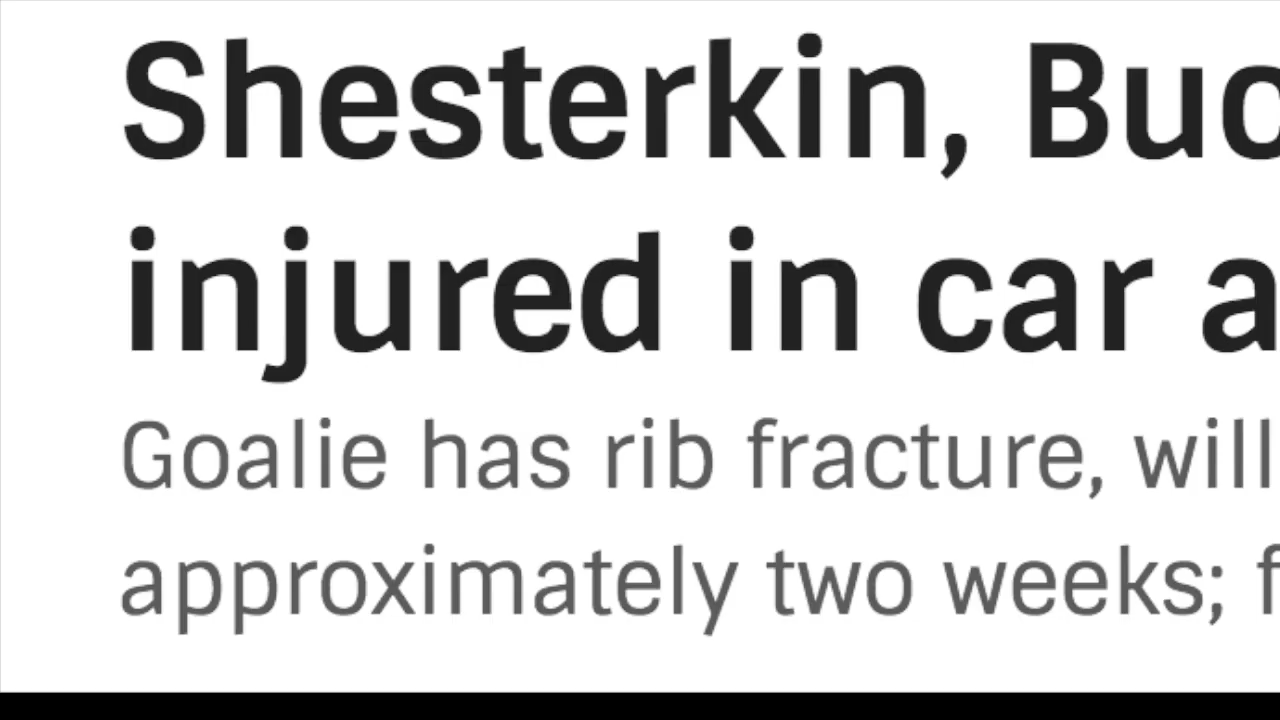 Shesterkin, Buc
injured in car a
Goalie has rib fracture, will
approximately two weeks; f